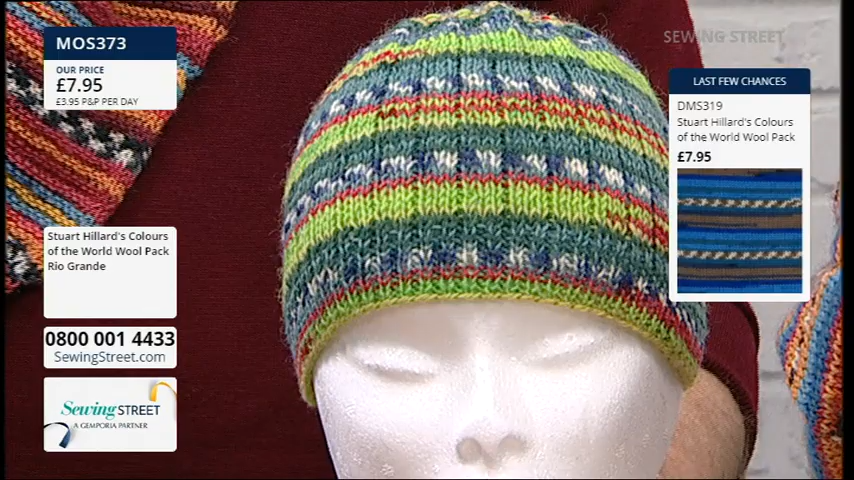 MOS373
OUR PRICE
£7.95
£3.95 P&P PER DAY
Stuart Hillard's Colours
of the World Wool Pack
Rio Grande
0800 001 4433
SewingStreet.com
Sewing STREET
A GEMPORIA PARTNER
SEWING STREET
LAST FEW CHANCES
DMS319
Stuart Hillard's Colours
of the World Wool Pack
£7.95